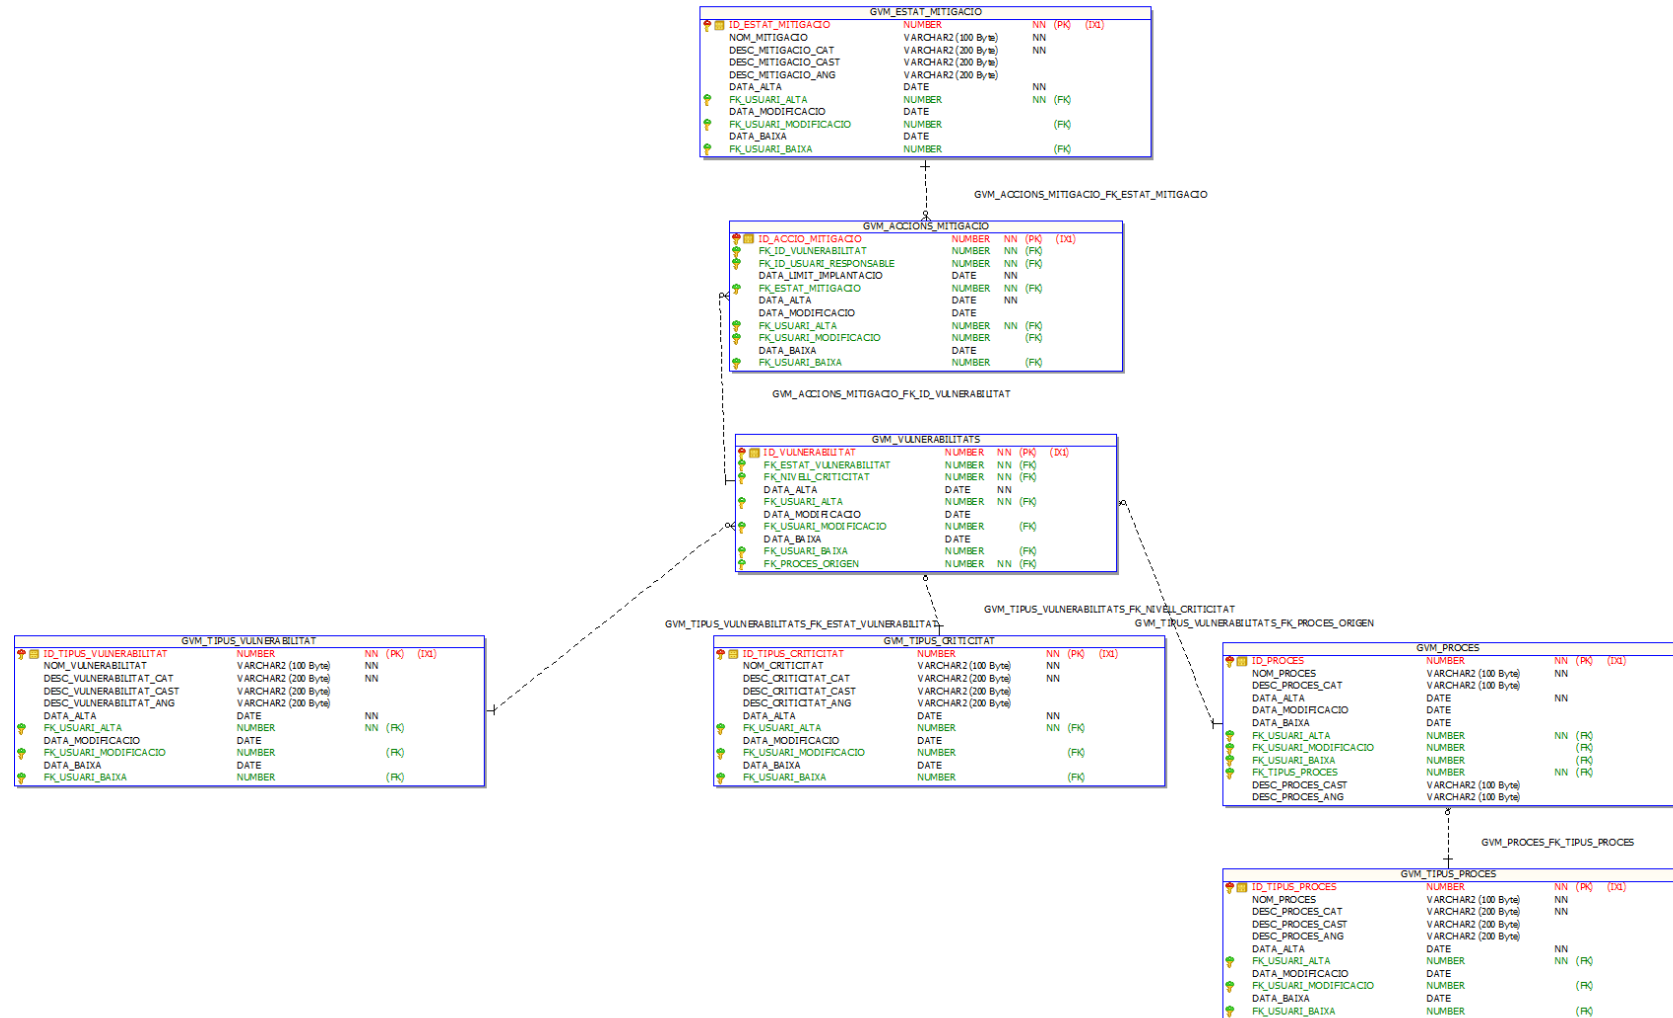 GVM_ESTAT_MITIGACIO
ID_ESTAT_MITIGACIO NUMBER NN (PK) (IX1)
NOM_MITIGACIO VARCHAR2 (100 Byte) NN
DESC_MITIGACIO_CAT VARCHAR2 (200 Byte) NN
DESC_MITIGACIO_CAST VARCHAR2 (200 Byte)
DESC_MITIGACIO_ANG VARCHAR2 (200 Byte)
DATA_ALTA DATE NN
FK_USUARI_ALTA NUMBER NN (FK)
DATA_MODIFICACIO DATE
FK_USUARI_MODIFICACIO NUMBER (FK)
DATA_BAIXA DATE
FK_USUARI_BAIXA NUMBER (FK)
GVM_ACCIONS_MITIGACIO_FK_ESTAT_MITIGACIO
GVM_ACCIONS_MITIGACIO
ID_ACCIO_MITIGACIO NUMBER NN (PK) (IX1)
FK_ID_VULNERABILITAT NUMBER NN (FK)
FK_ID_USUARI_RESPONSABLE NUMBER NN (FK)
DATA_LIMIT_IMPLANTACIO DATE NN
FK_ESTAT_MITIGACIO NUMBER NN (FK)
DATA_ALTA DATE NN
DATA_MODIFICACIO DATE
FK_USUARI_ALTA NUMBER NN (FK)
FK_USUARI_MODIFICACIO NUMBER (FK)
DATA_BAIXA DATE
FK_USUARI_BAIXA NUMBER (FK)
GVM_ACCIONS_MITIGACIO_FK_ID_VULNERABILITAT
GVM_VULNERABILITATS
ID_VULNERABILITAT NUMBER NN (PK) (IX1)
FK_ESTAT_VULNERABILITAT NUMBER NN (FK)
FK_NIVELL_CRITICITAT NUMBER NN (FK)
DATA_ALTA DATE NN
FK_USUARI_ALTA NUMBER NN (FK)
DATA_MODIFICACIO DATE
FK_USUARI_MODIFICACIO NUMBER (FK)
DATA_BAIXA DATE
FK_USUARI_BAIXA NUMBER (FK)
FK_PROCES_ORIGEN NUMBER NN (FK)
GVM_TIPUS_VULNERABILITATS_FK_NIVELL_CRITICITAT
GVM_TIPUS_VULNERABILITATS_FK_ESTAT_VULNERABILITAT
GVM_TIPUS_VULNERABILITATS_FK_PROCES_ORIGEN
GVM_TIPUS_VULNERABILITAT
ID_TIPUS_VULNERABILITAT NUMBER NN (PK) (IX1)
NOM_VULNERABILITAT VARCHAR2 (100 Byte) NN
DESC_VULNERABILITAT_CAT VARCHAR2 (200 Byte) NN
DESC_VULNERABILITAT_CAST VARCHAR2 (200 Byte)
DESC_VULNERABILITAT_ANG VARCHAR2 (200 Byte)
DATA_ALTA DATE NN
FK_USUARI_ALTA NUMBER NN (FK)
DATA_MODIFICACIO DATE
FK_USUARI_MODIFICACIO NUMBER (FK)
DATA_BAIXA DATE
FK_USUARI_BAIXA NUMBER (FK)
GVM_TIPUS_CRITICITAT
ID_TIPUS_CRITICITAT NUMBER NN (PK) (IX1)
NOM_CRITICITAT VARCHAR2 (100 Byte) NN
DESC_CRITICITAT_CAT VARCHAR2 (200 Byte) NN
DESC_CRITICITAT_CAST VARCHAR2 (200 Byte)
DESC_CRITICITAT_ANG VARCHAR2 (200 Byte)
DATA_ALTA DATE NN
FK_USUARI_ALTA NUMBER NN (FK)
DATA_MODIFICACIO DATE
FK_USUARI_MODIFICACIO NUMBER (FK)
DATA_BAIXA DATE
FK_USUARI_BAIXA NUMBER (FK)
GVM_PROCES
ID_PROCES NUMBER NN (PK) (IX1)
NOM_PROCES VARCHAR2 (100 Byte) NN
DESC_PROCES_CAT VARCHAR2 (100 Byte)
DATA_ALTA DATE NN
DATA_MODIFICACIO DATE
DATA_BAIXA DATE
FK_USUARI_ALTA NUMBER NN (FK)
FK_USUARI_MODIFICACIO NUMBER (FK)
FK_USUARI_BAIXA NUMBER (FK)
FK_TIPUS_PROCES NUMBER NN (FK)
DESC_PROCES_CAST VARCHAR2 (100 Byte)
DESC_PROCES_ANG VARCHAR2 (100 Byte)
GVM_PROCES_FK_TIPUS_PROCES
GVM_TIPUS_PROCES
ID_TIPUS_PROCES NUMBER NN (PK) (IX1)
NOM_PROCES VARCHAR2 (100 Byte) NN
DESC_PROCES_CAT VARCHAR2 (200 Byte) NN
DESC_PROCES_CAST VARCHAR2 (200 Byte)
DESC_PROCES_ANG VARCHAR2 (200 Byte)
DATA_ALTA DATE NN
FK_USUARI_ALTA NUMBER NN (FK)
DATA_MODIFICACIO DATE
FK_USUARI_MODIFICACIO NUMBER (FK)
DATA_BAIXA DATE
FK_USUARI_BAIXA NUMBER (FK)